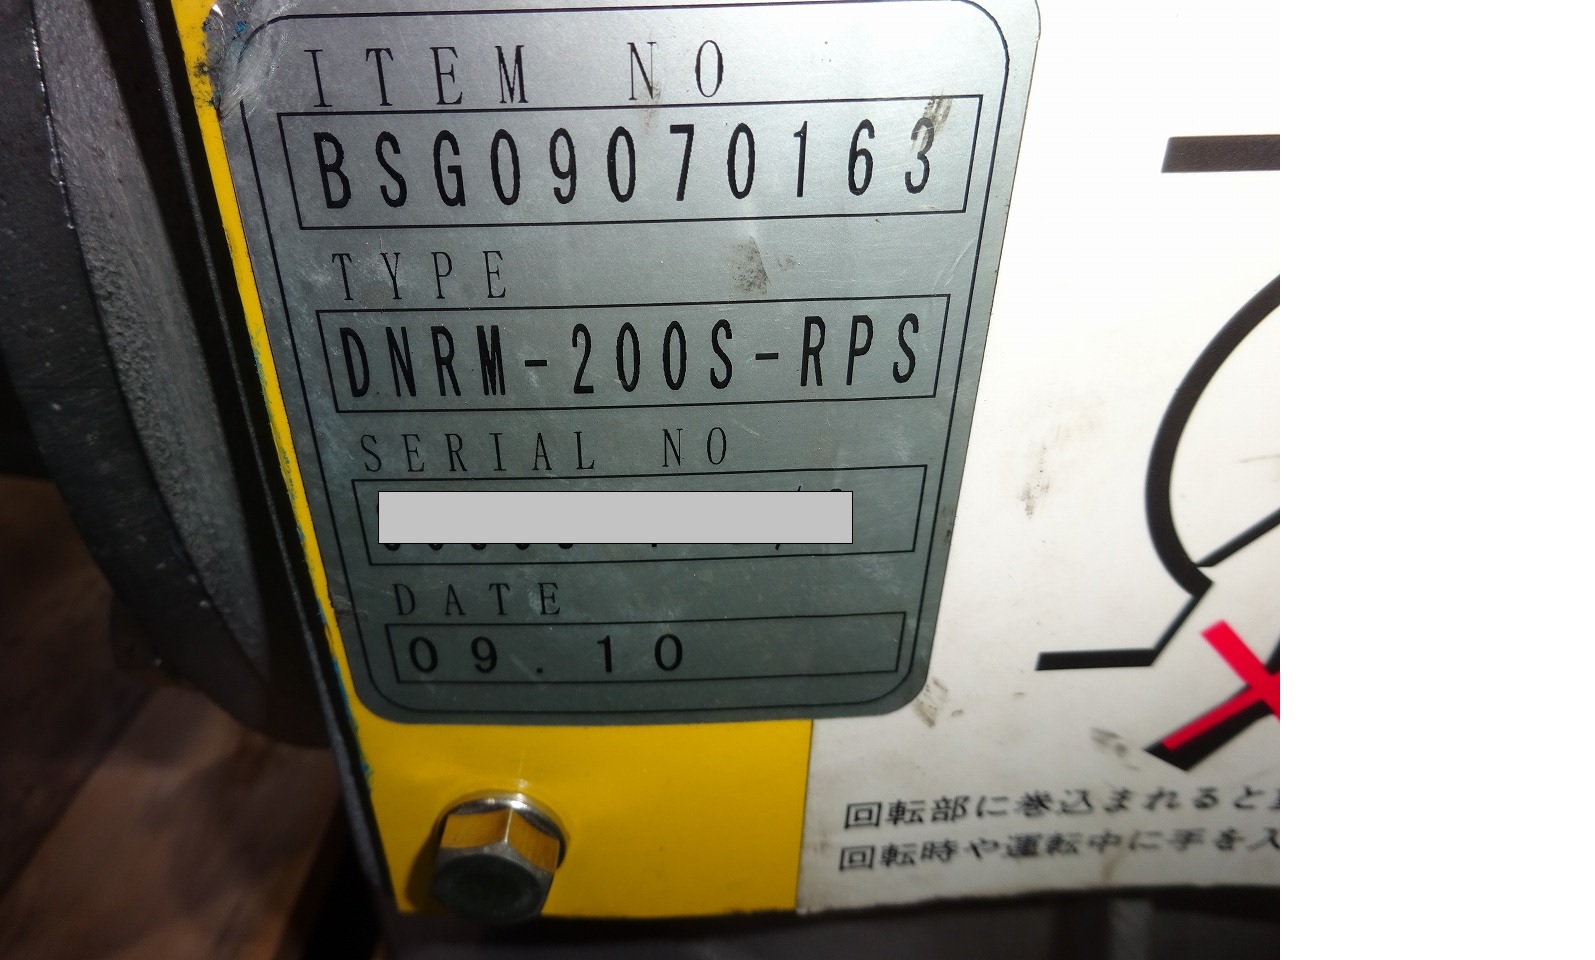 ITEM NO
BSG09070163
TYPE
DNRM-200S-RPS
SERIAL NO
DATE
09.10
回転部に巻込まれると
回転時や運転中に手を入